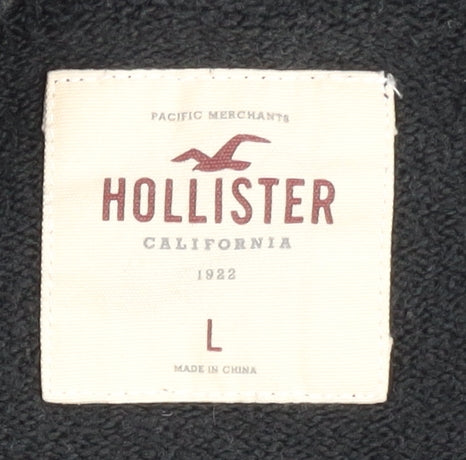 PACIFIC MERCHANTS
HOLLISTER
CALIFORNIA
1922
L
MADE IN CHINA